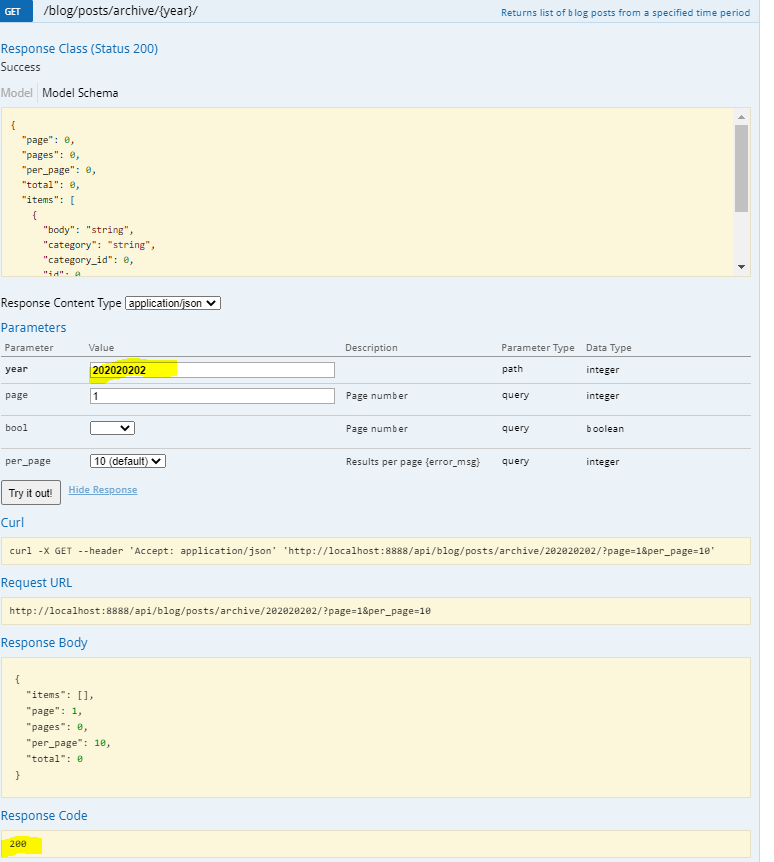 GET /blog/posts/archive/{year}/ Returns list of blog posts from a specified time period
Response Class (Status 200)
Success
Model Model Schema
{
"page": 0,
"pages": 0,
"per_page": 0,
"total": 0,
"items": [
{
"body": "string",
"category": "string",
"category_id": 0,
"id": 0
Response Content Type application/json
Parameters
Parameter Value Description Parameter Type Data Type
year 202020202 path integer
page 1 Page number query integer
bool Page number query boolean
per_page 10 (default) Results per page {error_msg} query integer
Try it out! Hide Response
Curl
curl -X GET --header 'Accept: application/json' 'http://localhost:8888/api/blog/posts/archive/202020202/?page=1&per_page=10'
Request URL
http://localhost:8888/api/blog/posts/archive/202020202/?page=1&per_page=10
Response Body
{
"items": [],
"page": 1,
"pages": 0,
"per_page": 10,
"total": 0
}
Response Code
200